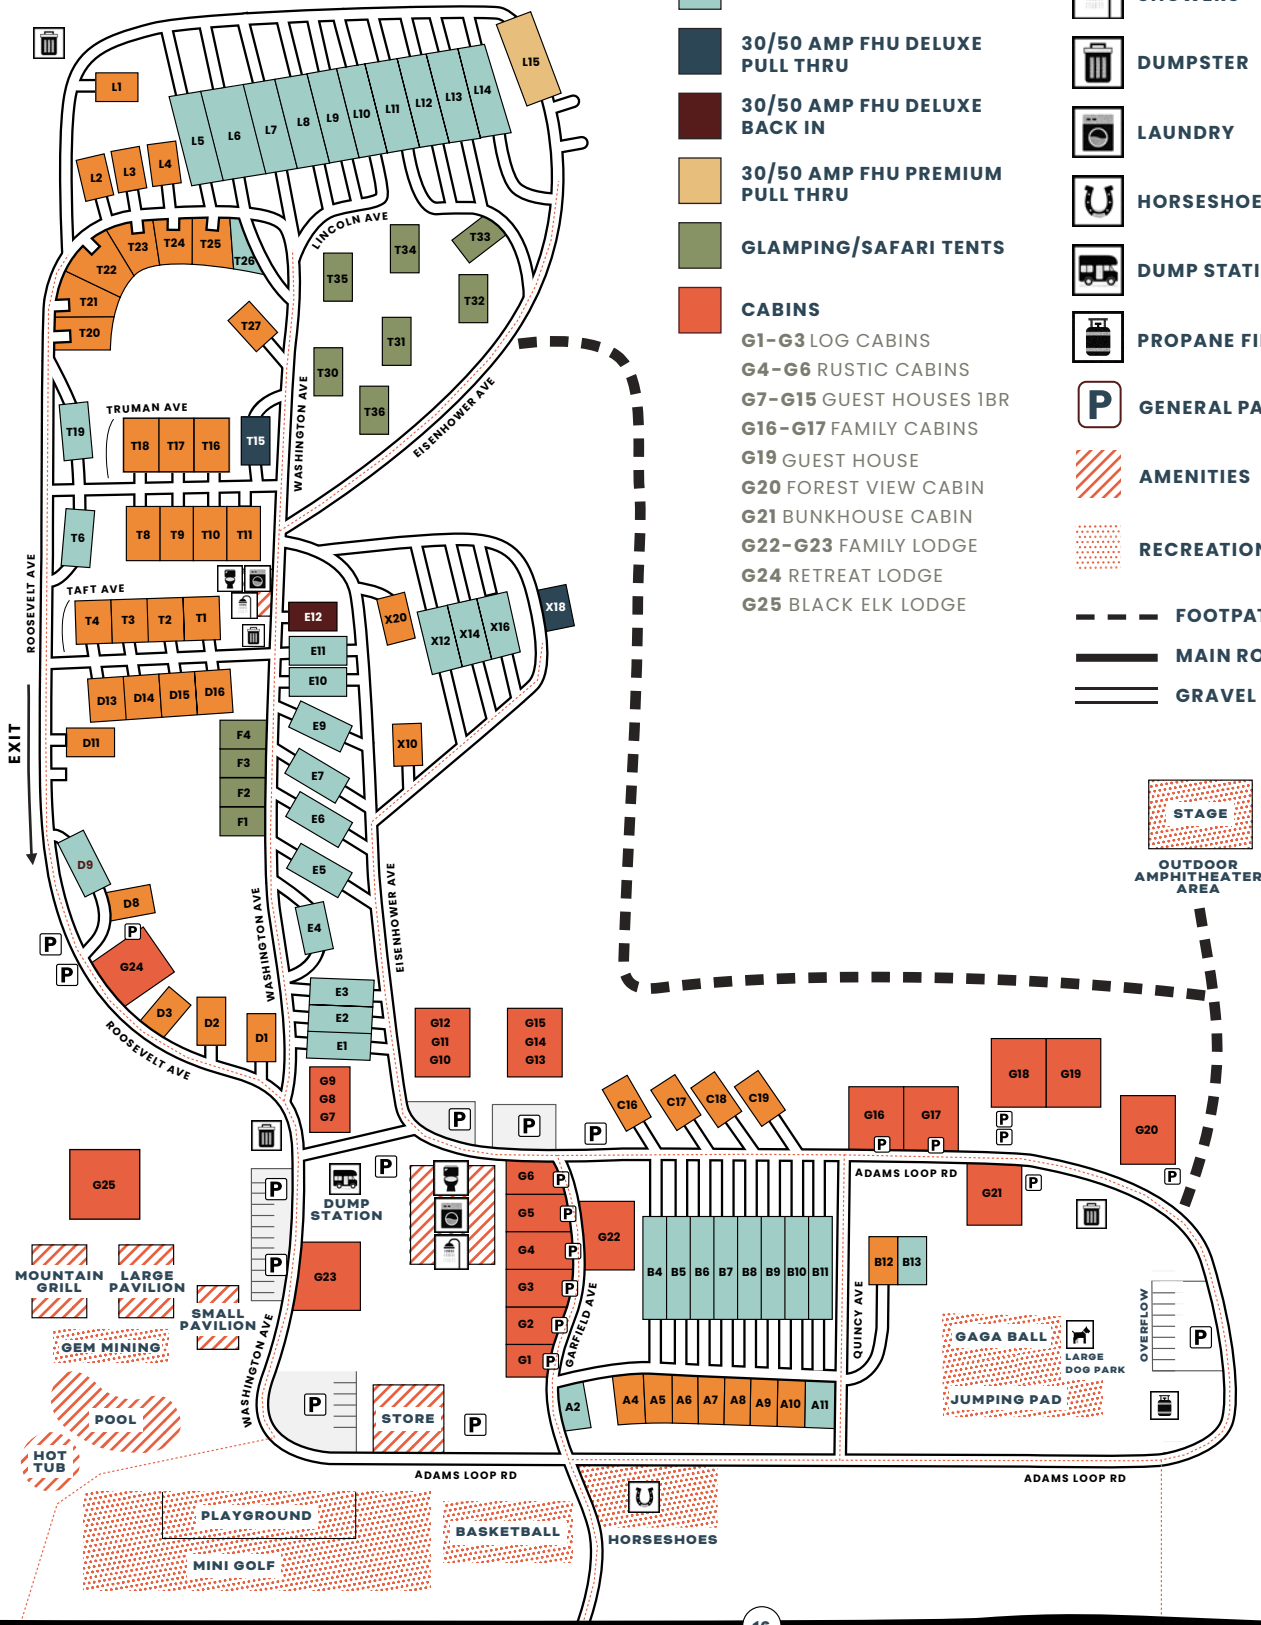 30/50 AMP FHU DELUXE
PULL THRU
30/50 AMP FHU DELUXE
BACK IN
30/50 AMP FHU PREMIUM
PULL THRU
GLAMPING/SAFARI TENTS
CABINS
G1-G3 LOG CABINS
G4-G6 RUSTIC CABINS
G7-G15 GUEST HOUSES 1BR
G16-G17 FAMILY CABINS
G19 GUEST HOUSE
G20 FOREST VIEW CABIN
G21 BUNKHOUSE CABIN
G22-G23 FAMILY LODGE
G24 RETREAT LODGE
G25 BLACK ELK LODGE
DUMPSTER
LAUNDRY
HORSESHOE
DUMP STATI
PROPANE FI
P GENERAL PA
AMENITIES
RECREATION
FOOTPAT
MAIN RO
GRAVEL
L1
L2
L3
L4
L5
L6
L7
L8
L9
L10
L11
L12
L13
L14
L15
LINCOLN AVE
T20
T21
T22
T23
T24
T25
T26
T27
T35
T34
T33
T32
T31
T30
T36
EISENHOWER AVE
WASHINGTON AVE
TRUMAN AVE
T19
T18
T17
T16
T15
T6
T8
T9
T10
T11
ROOSEVELT AVE
TAFT AVE
T4
T3
T2
T1
E12
E11
E10
X20
X12
X14
X16
X18
X10
D13
D14
D15
D16
D11
EXIT
F4
F3
F2
F1
E9
E7
E6
E5
E4
E3
E2
E1
D9
D8
P
P
P
G24
D3
D2
D1
ROOSEVELT AVE
WASHINGTON AVE
EISENHOWER AVE
STAGE
OUTDOOR
AMPHITHEATER
AREA
G12
G11
G10
G15
G14
G13
G9
G8
G7
P
P
P
C16
C17
C18
C19
G16
G17
P
P
G18
G19
P
P
G20
P
ADAMS LOOP RD
G21
P
G25
P
P
P
DUMP
STATION
G23
G6
G5
G4
G3
G2
G1
P
P
P
P
P
P
G22
GARFIELD AVE
B4
B5
B6
B7
B8
B9
B10
B11
B12
B13
QUINCY AVE
MOUNTAIN
GRILL
LARGE
PAVILION
SMALL
PAVILION
GEM MINING
POOL
HOT
TUB
WASHINGTON AVE
P
STORE
P
A2
A4
A5
A6
A7
A8
A9
A10
A11
GAGA BALL
LARGE
DOG PARK
JUMPING PAD
OVERFLOW
P
ADAMS LOOP RD
ADAMS LOOP RD
PLAYGROUND
MINI GOLF
BASKETBALL
HORSESHOES